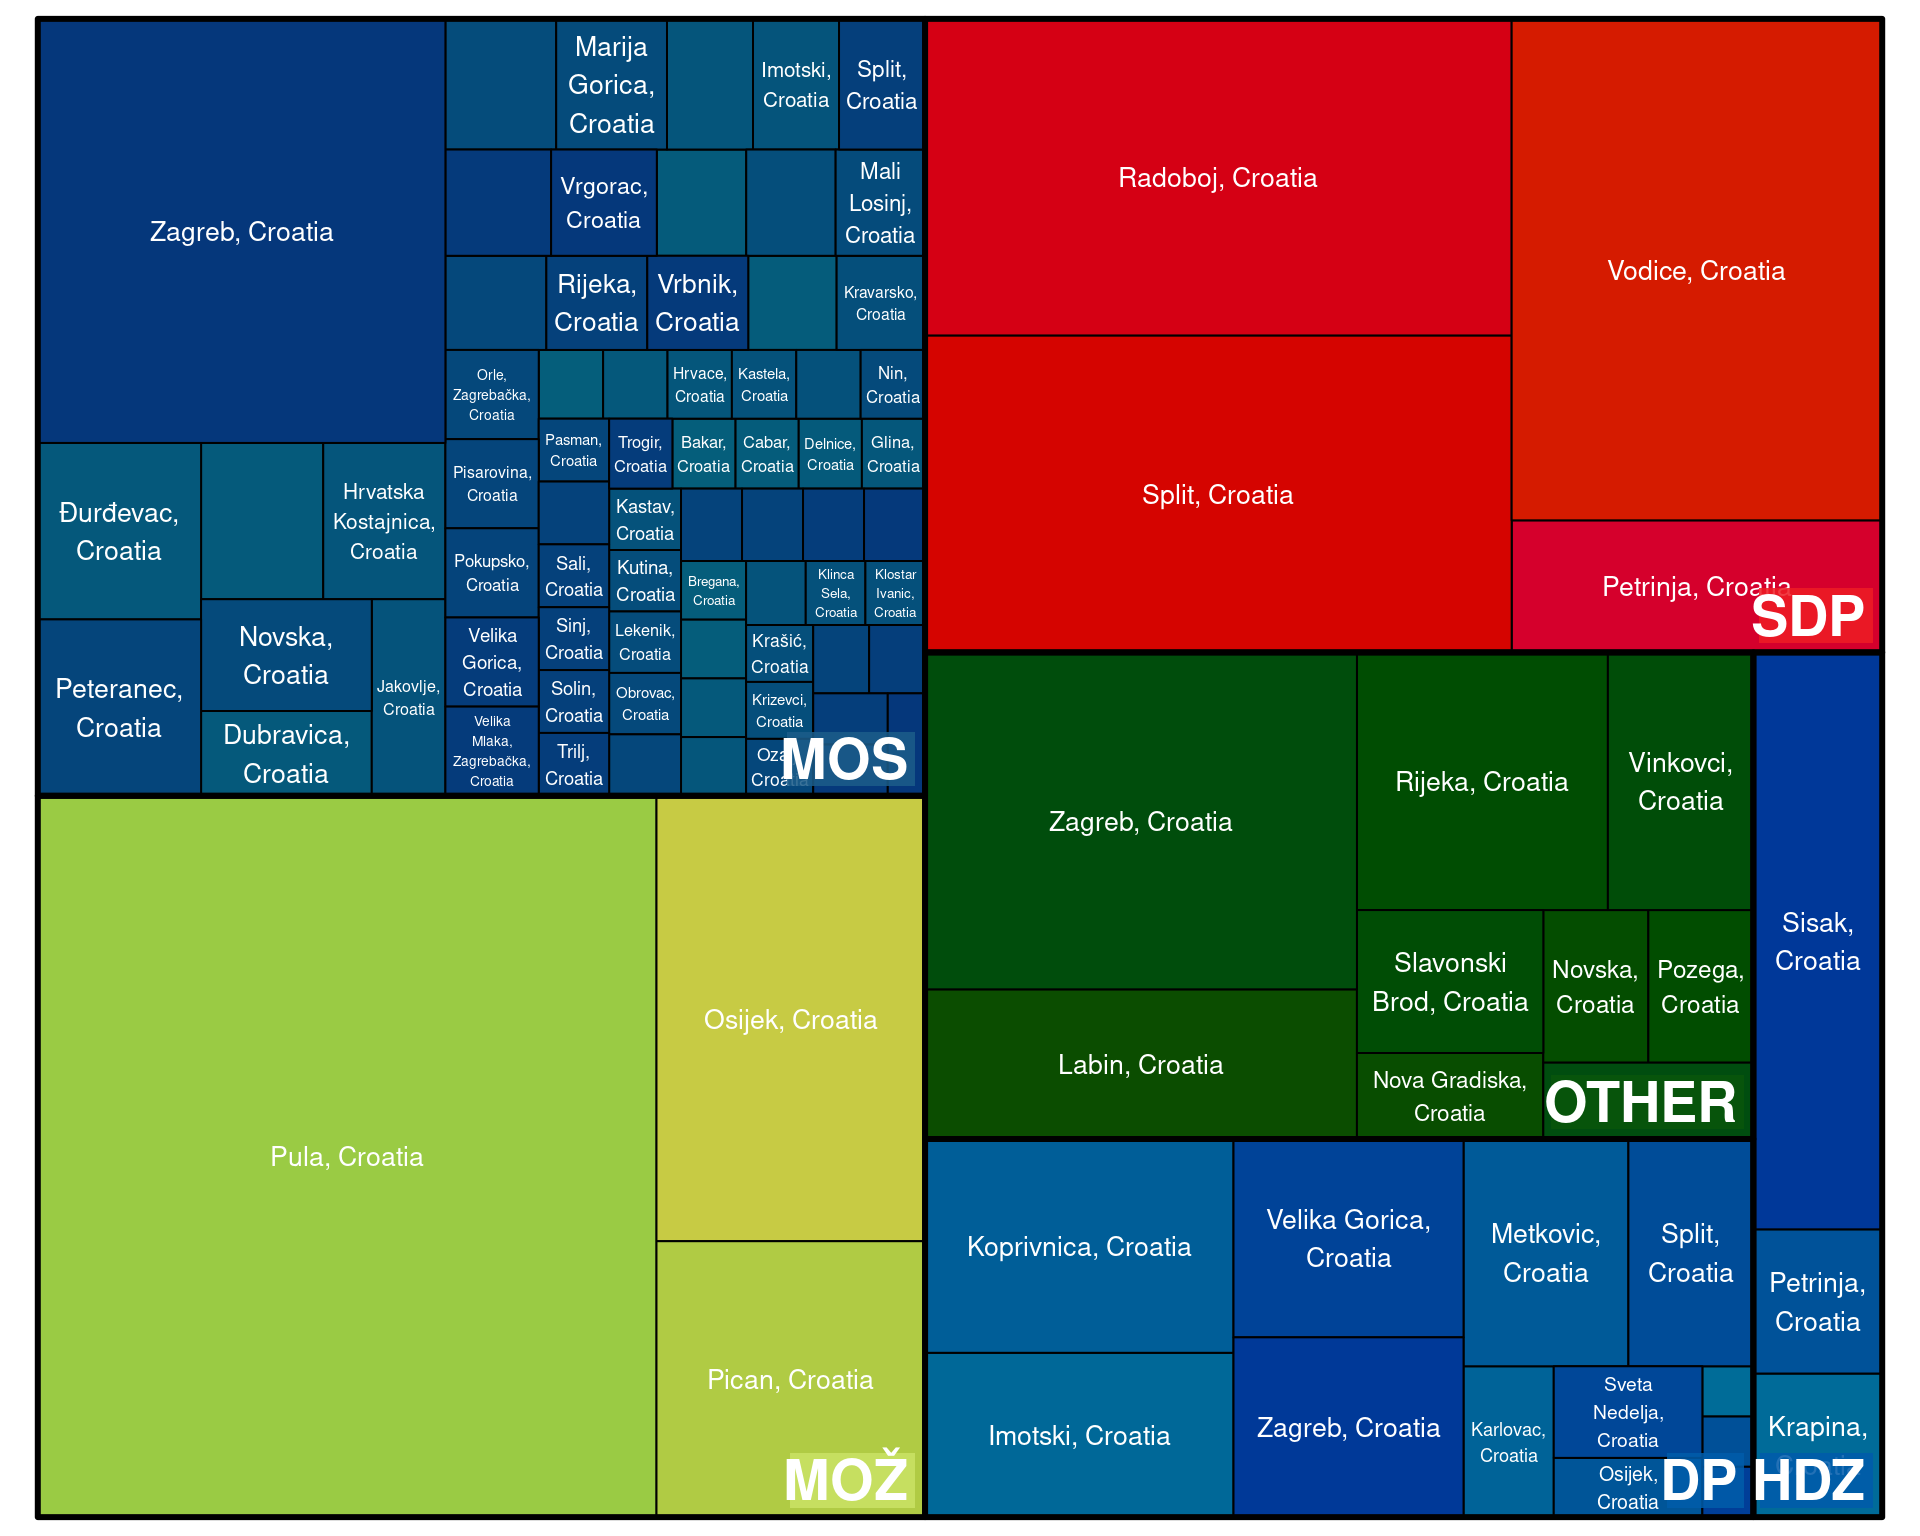 Zagreb, Croatia
Marija
Gorica,
Croatia
Imotski,
Croatia
Split,
Croatia
Vrgorac,
Croatia
Mali
Losinj,
Croatia
Rijeka,
Croatia
Vrbnik,
Croatia
Kravarsko,
Croatia
Orle,
Zagrebačka,
Croatia
Hrvace,
Croatia
Kastela,
Croatia
Nin,
Croatia
Pasman,
Croatia
Trogir,
Croatia
Bakar,
Croatia
Cabar,
Croatia
Delnice,
Croatia
Glina,
Croatia
Pisarovina,
Croatia
Kastav,
Croatia
Pokupsko,
Croatia
Sali,
Croatia
Kutina,
Croatia
Bregana,
Croatia
Klinca
Sela,
Croatia
Klostar
Ivanic,
Croatia
Velika
Gorica,
Croatia
Sinj,
Croatia
Lekenik,
Croatia
Krašić,
Croatia
Velika
Mlaka,
Zagrebačka,
Croatia
Solin,
Croatia
Obrovac,
Croatia
Krizevci,
Croatia
Trilj,
Croatia
Đurđevac,
Croatia
Hrvatska
Kostajnica,
Croatia
Peteranec,
Croatia
Novska,
Croatia
Jakovlje,
Croatia
Dubravica,
Croatia
MOS
Pula, Croatia
Osijek, Croatia
Pican, Croatia
MOŽ
Radoboj, Croatia
Vodice, Croatia
Split, Croatia
Petrinja, Croatia
SDP
Zagreb, Croatia
Rijeka, Croatia
Vinkovci,
Croatia
Labin, Croatia
Slavonski
Brod, Croatia
Novska,
Croatia
Pozega,
Croatia
Nova Gradiska,
Croatia
OTHER
Koprivnica, Croatia
Velika Gorica,
Croatia
Metkovic,
Croatia
Split,
Croatia
Imotski, Croatia
Zagreb, Croatia
Karlovac,
Croatia
Sveta
Nedelja,
Croatia
Osijek,
Croatia
DP
Sisak,
Croatia
Petrinja,
Croatia
Krapina,
HDZ